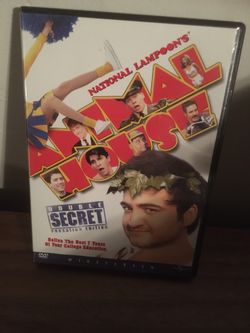 NATIONAL LAMPOON'S
ANIMAL
HOUSE
DOUBLE
SECRET
PROBATION EDITION
Relive The Best 7 Years
Of Your College Education.
DVD
WIDESCREEN